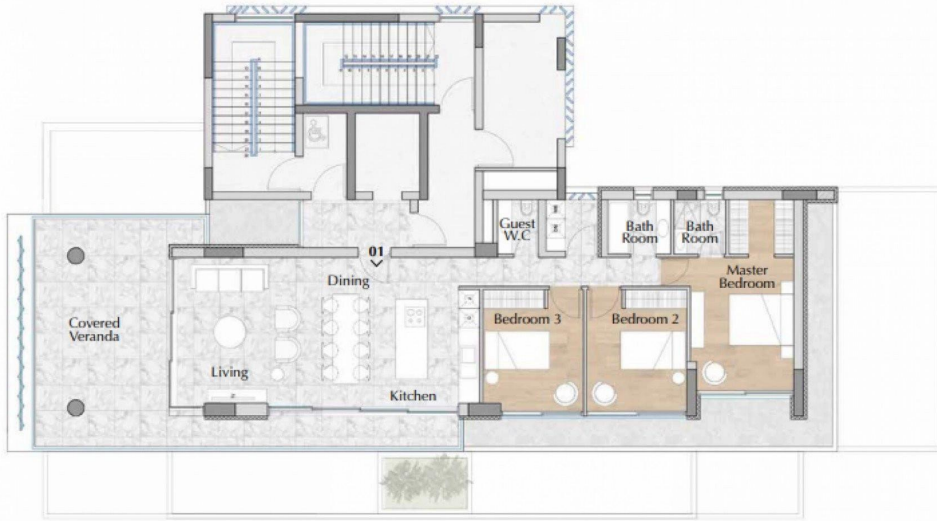 Guest
W.C
Bath
Room
Bath
Room
01
Dining
Master
Bedroom
Covered
Veranda
Bedroom 3
Bedroom 2
Living
Kitchen